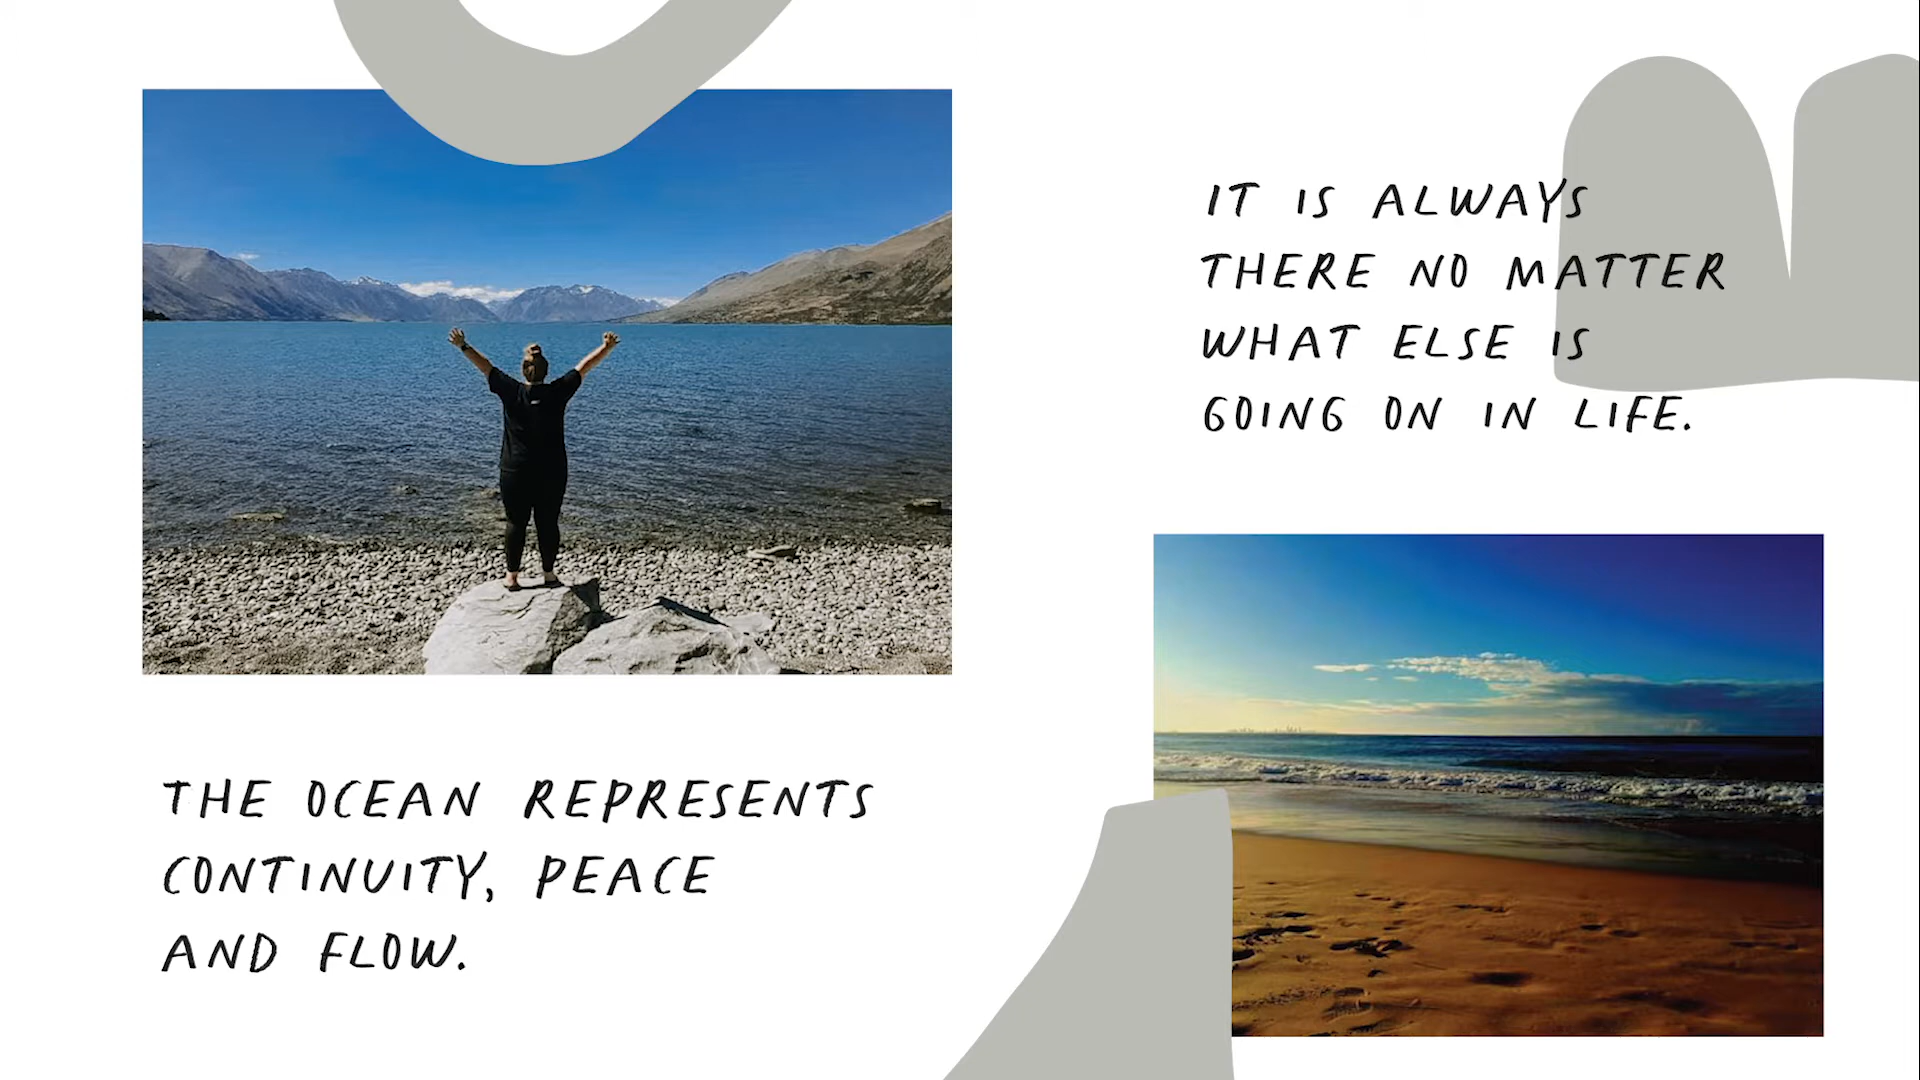 IT IS ALWAYS
THERE NO MATTER
WHAT ELSE IS
GOING ON IN LIFE.
THE OCEAN REPRESENTS
CONTINUITY, PEACE
AND FLOW.